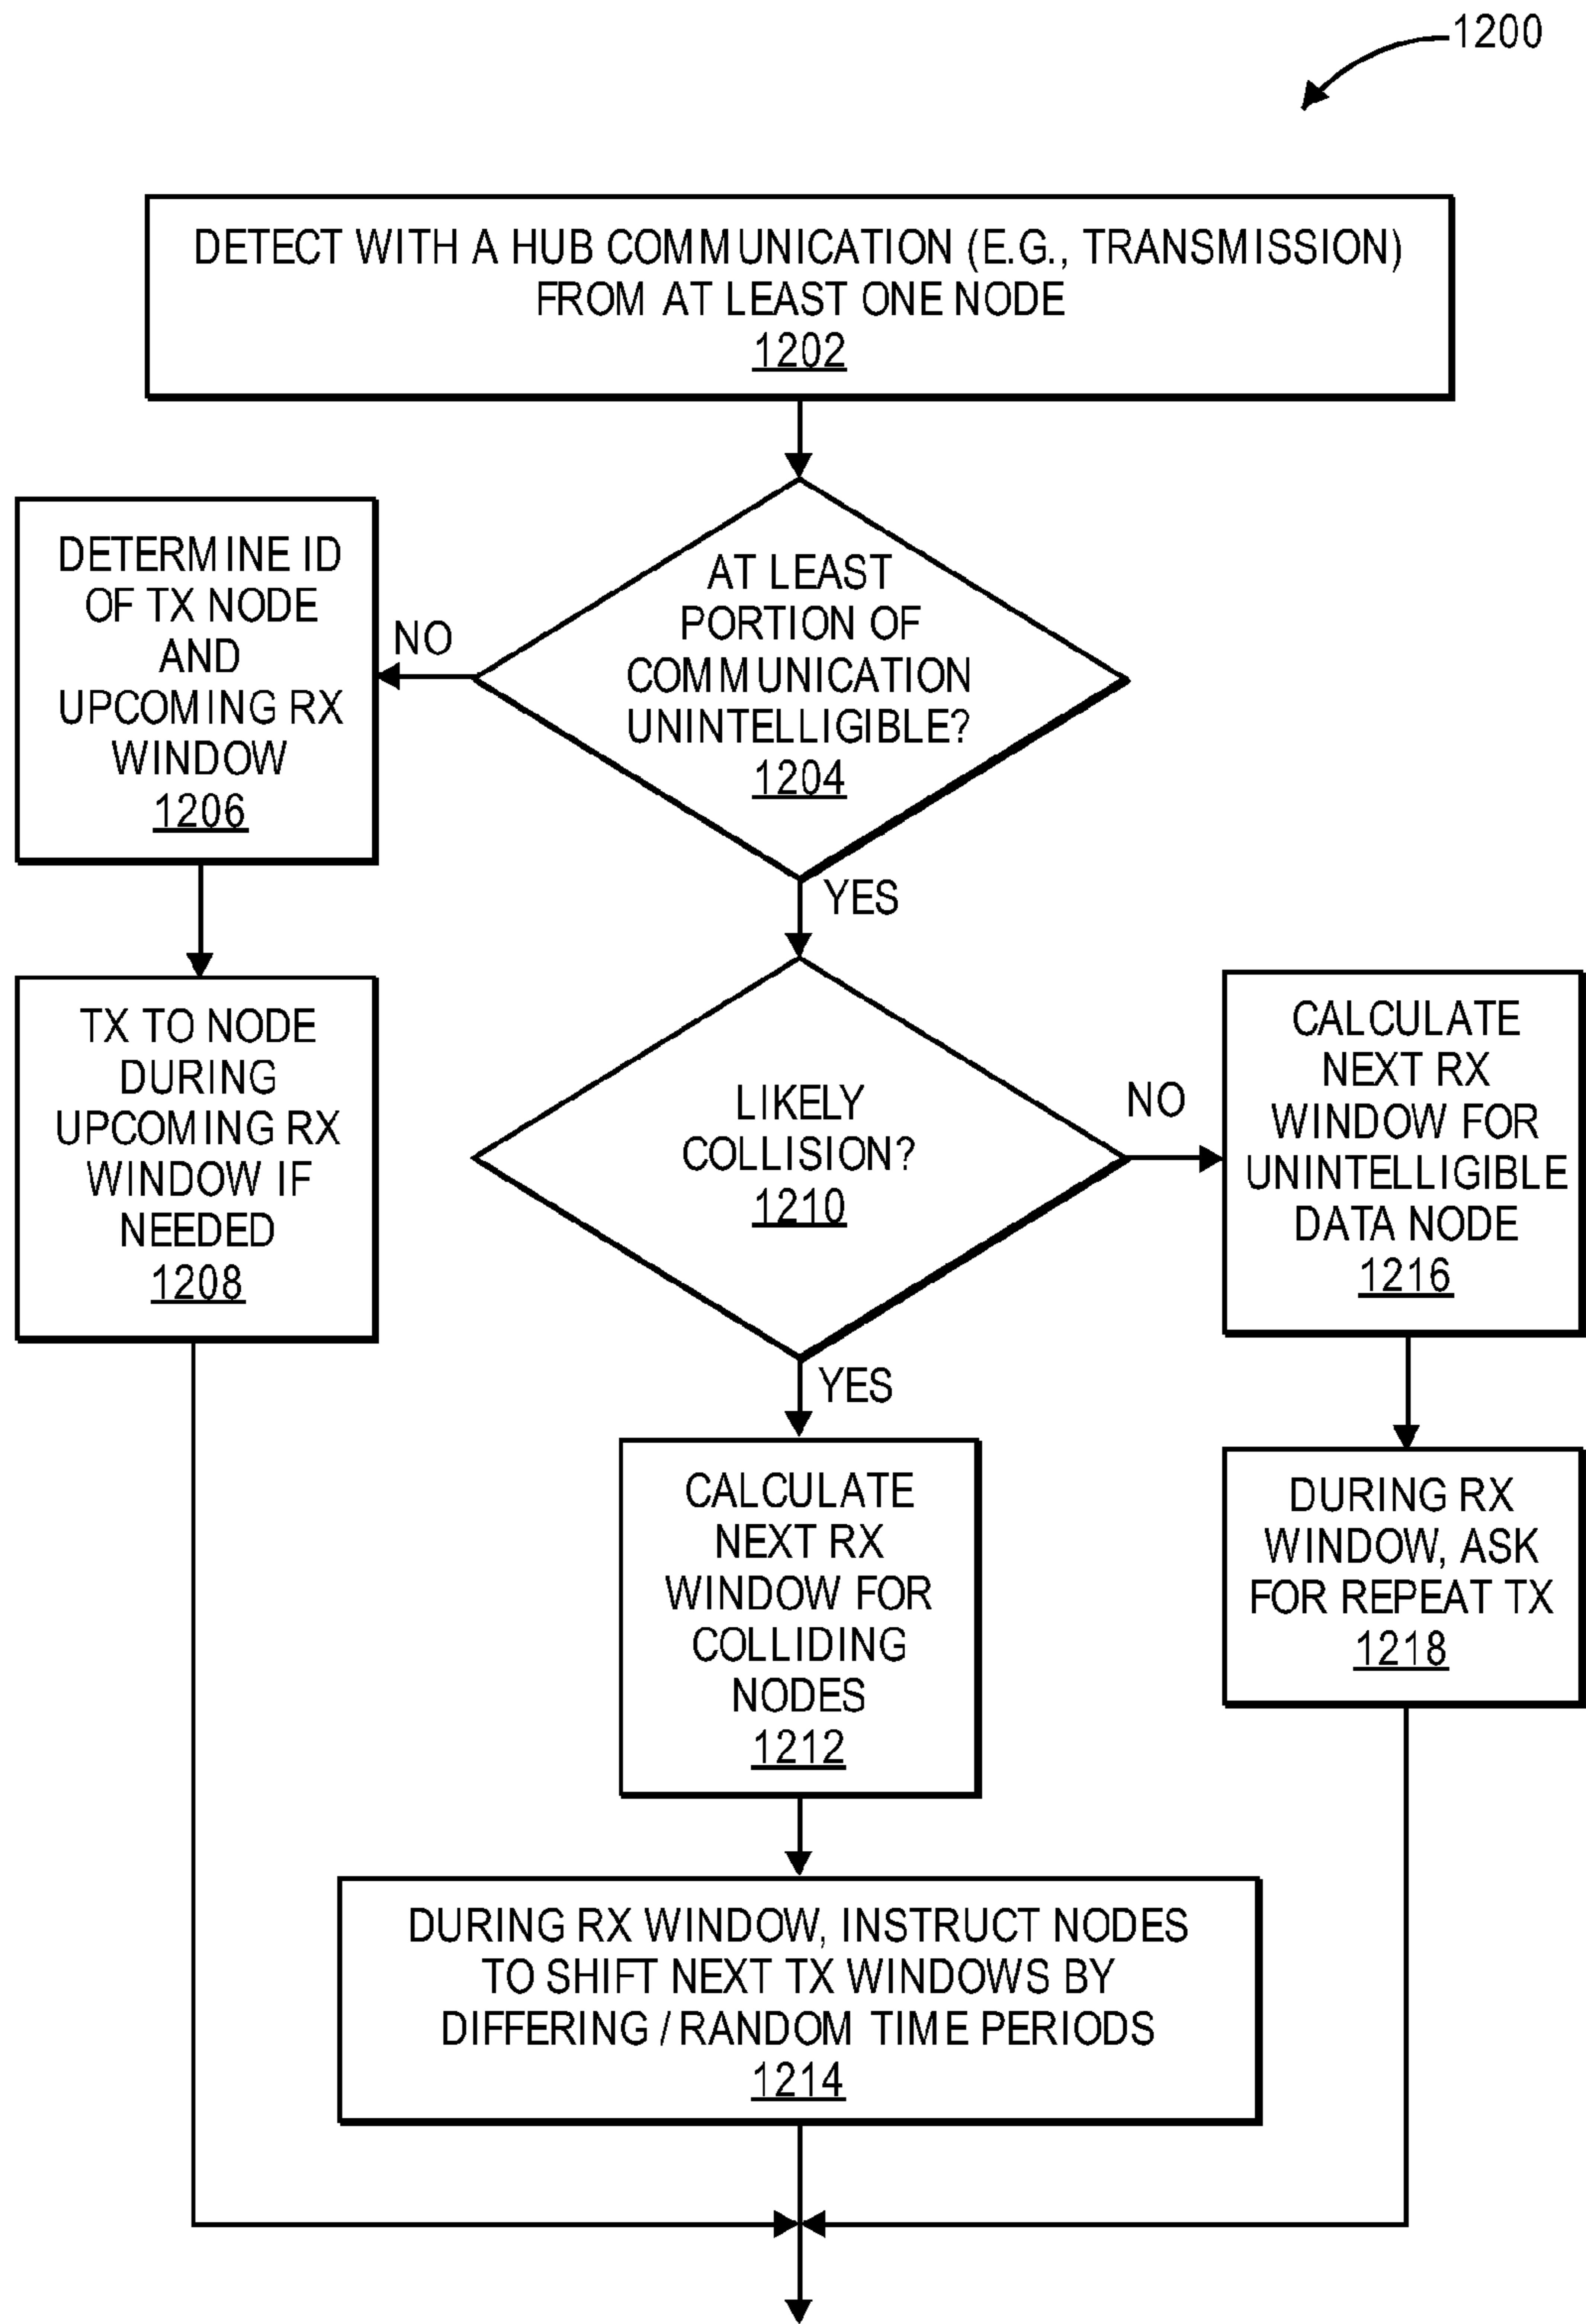 1200
DETECT WITH A HUB COMMUNICATION (E.G., TRANSMISSION)
FROM AT LEAST ONE NODE
1202
AT LEAST
PORTION OF
COMMUNICATION
UNINTELLIGIBLE?
1204
NO
DETERMINE ID
OF TX NODE
AND
UPCOMING RX
WINDOW
1206
TX TO NODE
DURING
UPCOMING RX
WINDOW IF
NEEDED
1208
YES
LIKELY
COLLISION?
1210
NO
CALCULATE
NEXT RX
WINDOW FOR
UNINTELLIGIBLE
DATA NODE
1216
DURING RX
WINDOW, ASK
FOR REPEAT TX
1218
YES
CALCULATE
NEXT RX
WINDOW FOR
COLLIDING
NODES
1212
DURING RX WINDOW, INSTRUCT NODES
TO SHIFT NEXT TX WINDOWS BY
DIFFERING / RANDOM TIME PERIODS
1214